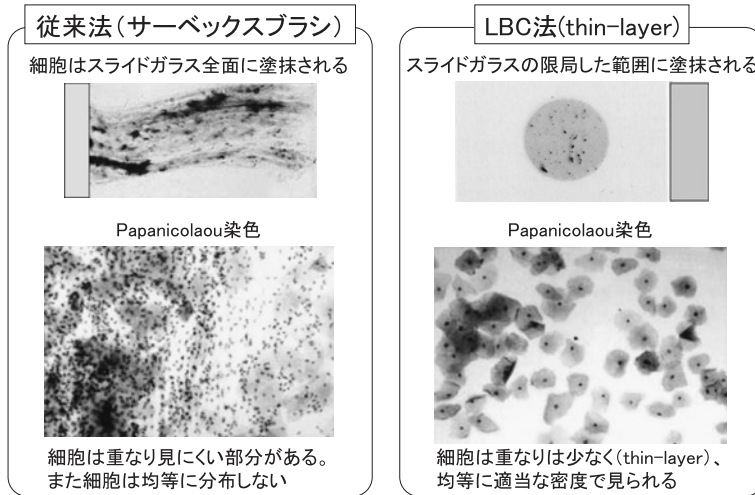 従来法(サーベックスブラシ)
細胞はスライドガラス全面に塗抹される
Papanicolaou染色
細胞は重なり見にくい部分がある。
また細胞は均等に分布しない
LBC法(thin-layer)
スライドガラスの限局した範囲に塗抹される
Papanicolaou染色
細胞は重なりは少なく(thin-layer)、
均等に適当な密度で見られる